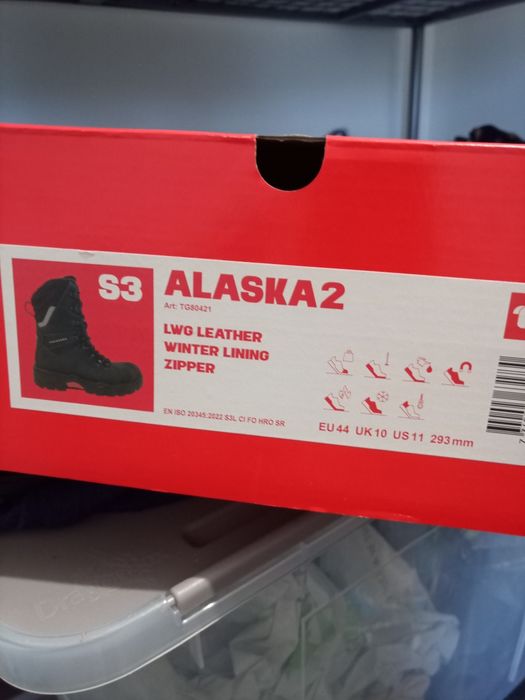 S3
ALASKA2
Art: TG80421
LWG LEATHER
WINTER LINING
ZIPPER
EN ISO 20345:2022 S3L CI FO HRO SR
EU 44 UK 10 US 11 293 mm